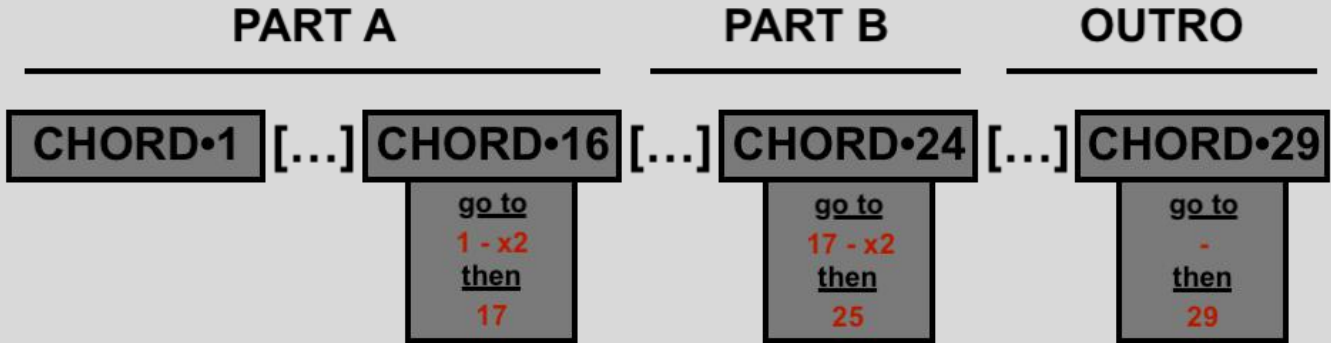 PART A PART B OUTRO
CHORD•1 [...] CHORD•16 [...] CHORD•24 [...] CHORD•29
go to go to go to
1 - x2 17 - x2 -
then then then
17 25 29